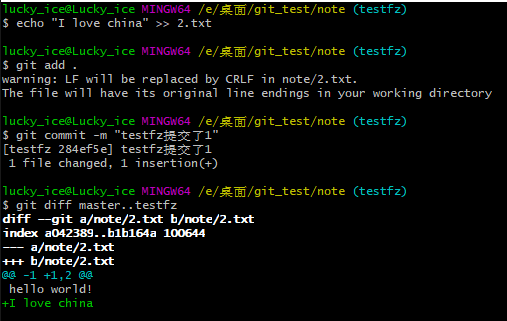 lucky_ice@Lucky_ice MINGW64 /e/桌面/git_test/note (testfz)
$ echo "I love china" >> 2.txt
lucky_ice@Lucky_ice MINGW64 /e/桌面/git_test/note (testfz)
$ git add .
warning: LF will be replaced by CRLF in note/2.txt.
The file will have its original line endings in your working directory
lucky_ice@Lucky_ice MINGW64 /e/桌面/git_test/note (testfz)
$ git commit -m "testfz提交了1"
[testfz 284ef5e] testfz提交了1
 1 file changed, 1 insertion(+)
lucky_ice@Lucky_ice MINGW64 /e/桌面/git_test/note (testfz)
$ git diff master..testfz
diff --git a/note/2.txt b/note/2.txt
index a042389..b1b164a 100644
--- a/note/2.txt
+++ b/note/2.txt
@@ -1 +1,2 @@
 hello world!
+I love china